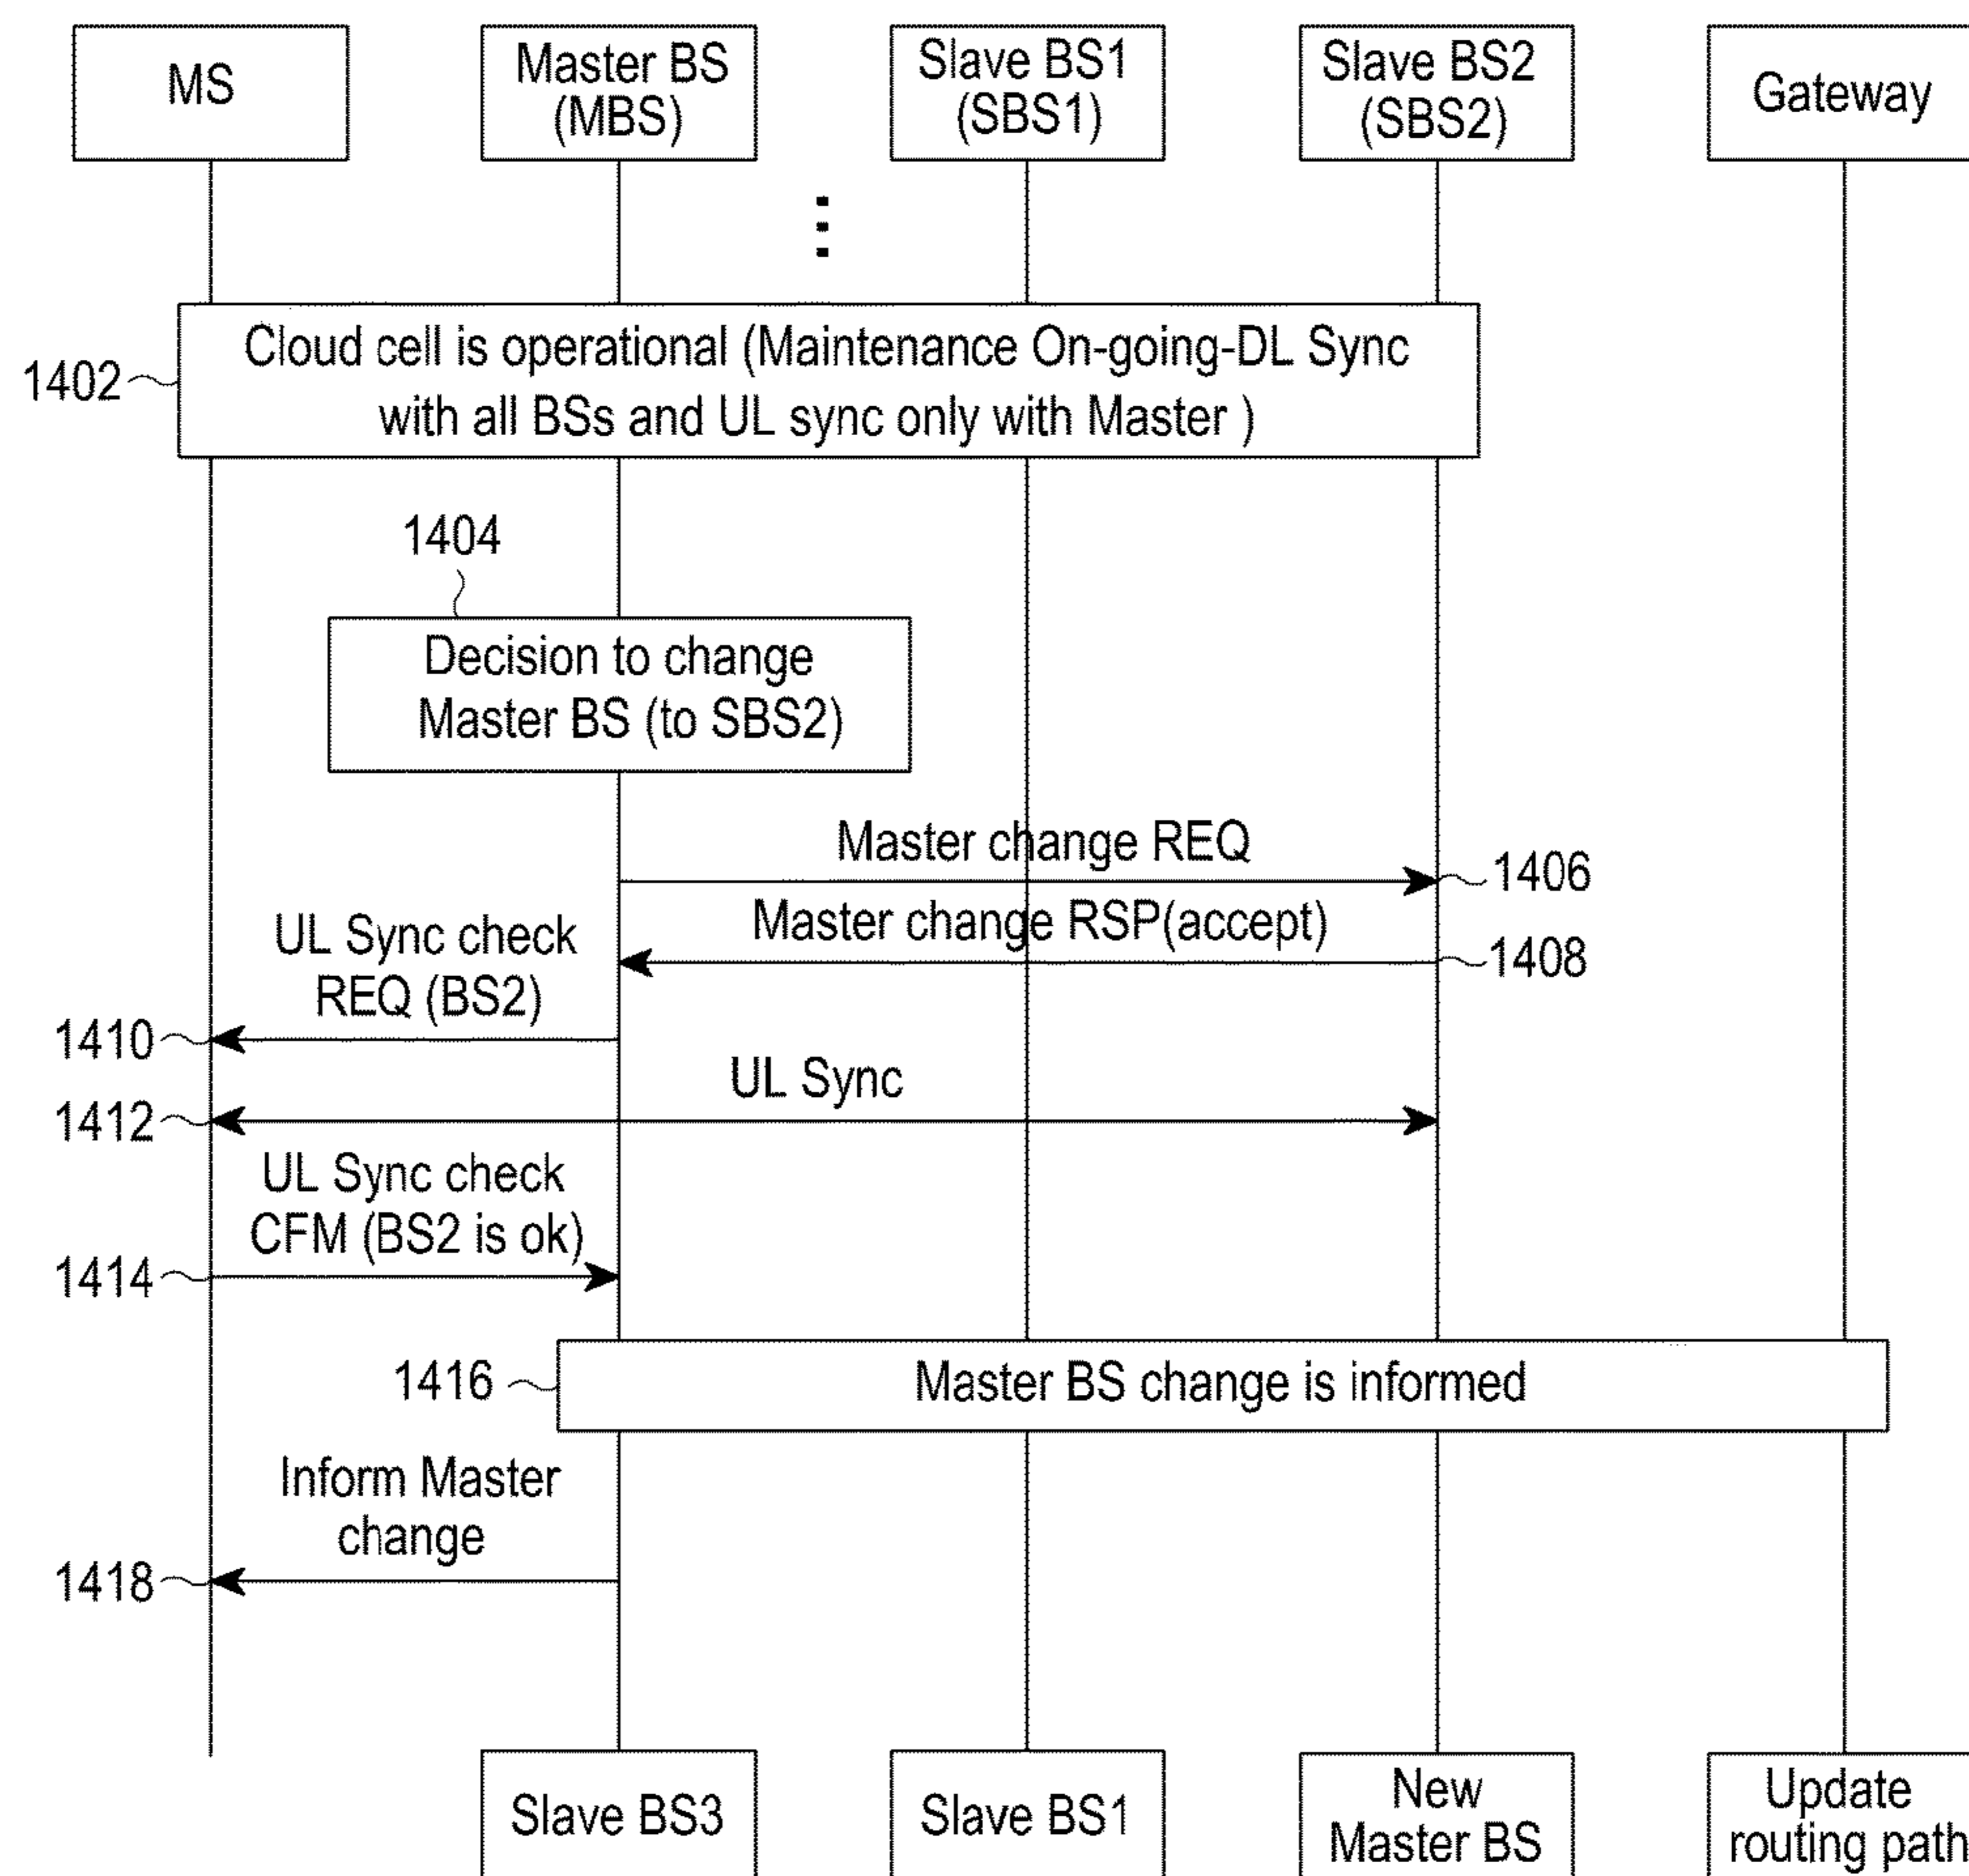 MS
Master BS
(MBS)
Slave BS1
(SBS1)
Slave BS2
(SBS2)
Gateway
1402
Cloud cell is operational (Maintenance On-going-DL Sync
with all BSs and UL sync only with Master )
1404
Decision to change
Master BS (to SBS2)
Master change REQ
1406
Master change RSP(accept)
1408
UL Sync check
REQ (BS2)
1410
UL Sync
1412
UL Sync check
CFM (BS2 is ok)
1414
1416
Master BS change is informed
Inform Master
change
1418
Slave BS3
Slave BS1
New
Master BS
Update
routing path